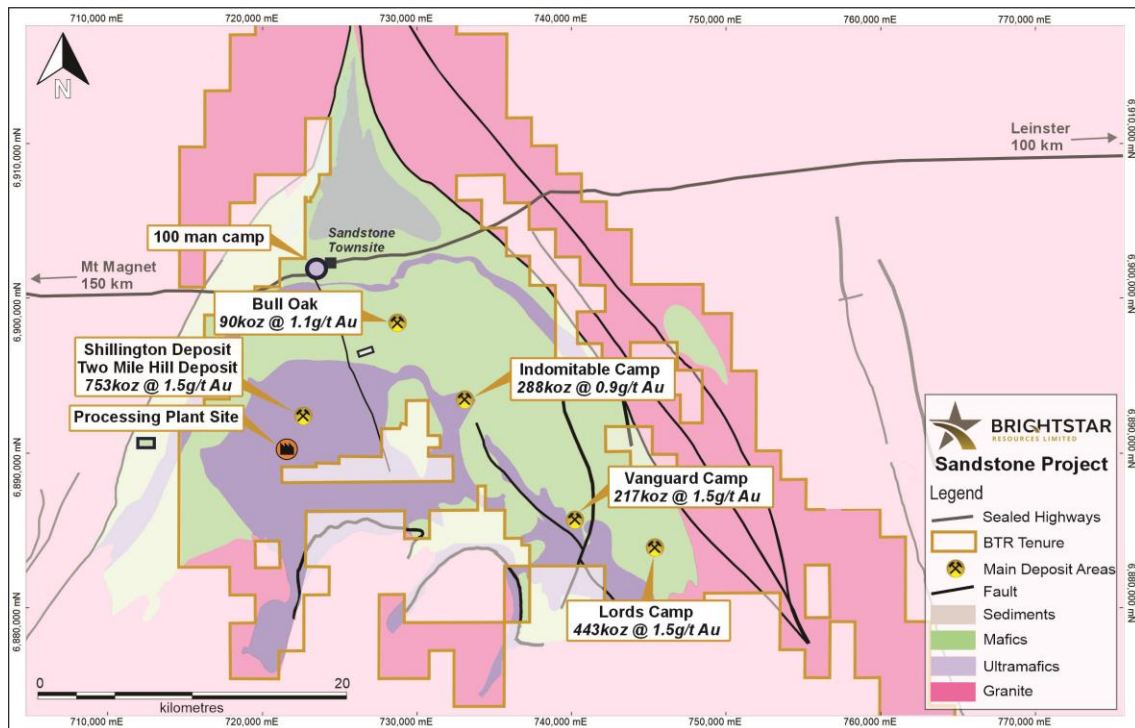 710,000 mE
720,000 mE
730,000 mE
740,000 mE
750,000 mE
760,000 mE
770,000 mE
6,910,000 mN
6,900,000 mN
6,890,000 mN
6,880,000 mN
6,910,000 mN
6,900,000 mN
6,890,000 mN
6,880,000 mN
N
Leinster
100 km
100 man camp
Sandstone
Townsite
Mt Magnet
150 km
Bull Oak
90koz @ 1.1g/t Au
Shillington Deposit
Two Mile Hill Deposit
753koz @ 1.5g/t Au
Processing Plant Site
Indomitable Camp
288koz @ 0.9g/t Au
Vanguard Camp
217koz @ 1.5g/t Au
Lords Camp
443koz @ 1.5g/t Au
BRIGHTSTAR
RESOURCES LIMITED
Sandstone Project
Legend
Sealed Highways
BTR Tenure
Main Deposit Areas
Fault
Sediments
Mafics
Ultramafics
Granite
0
20
kilometres
710,000 mE
720,000 mE
730,000 mE
740,000 mE
750,000 mE
760,000 mE
770,000 mE